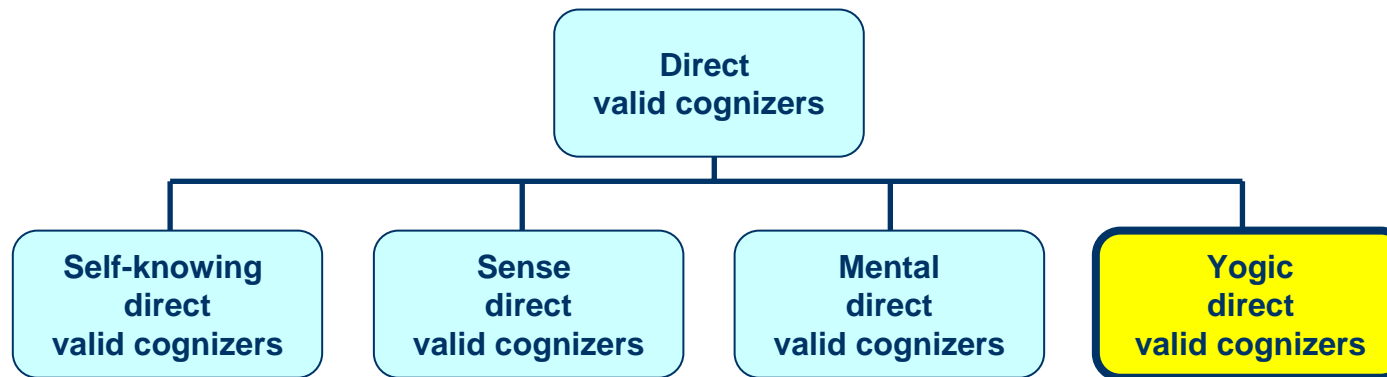 Direct
valid cognizers
Self-knowing
direct
valid cognizers
Sense
direct
valid cognizers
Mental
direct
valid cognizers
Yogic
direct
valid cognizers